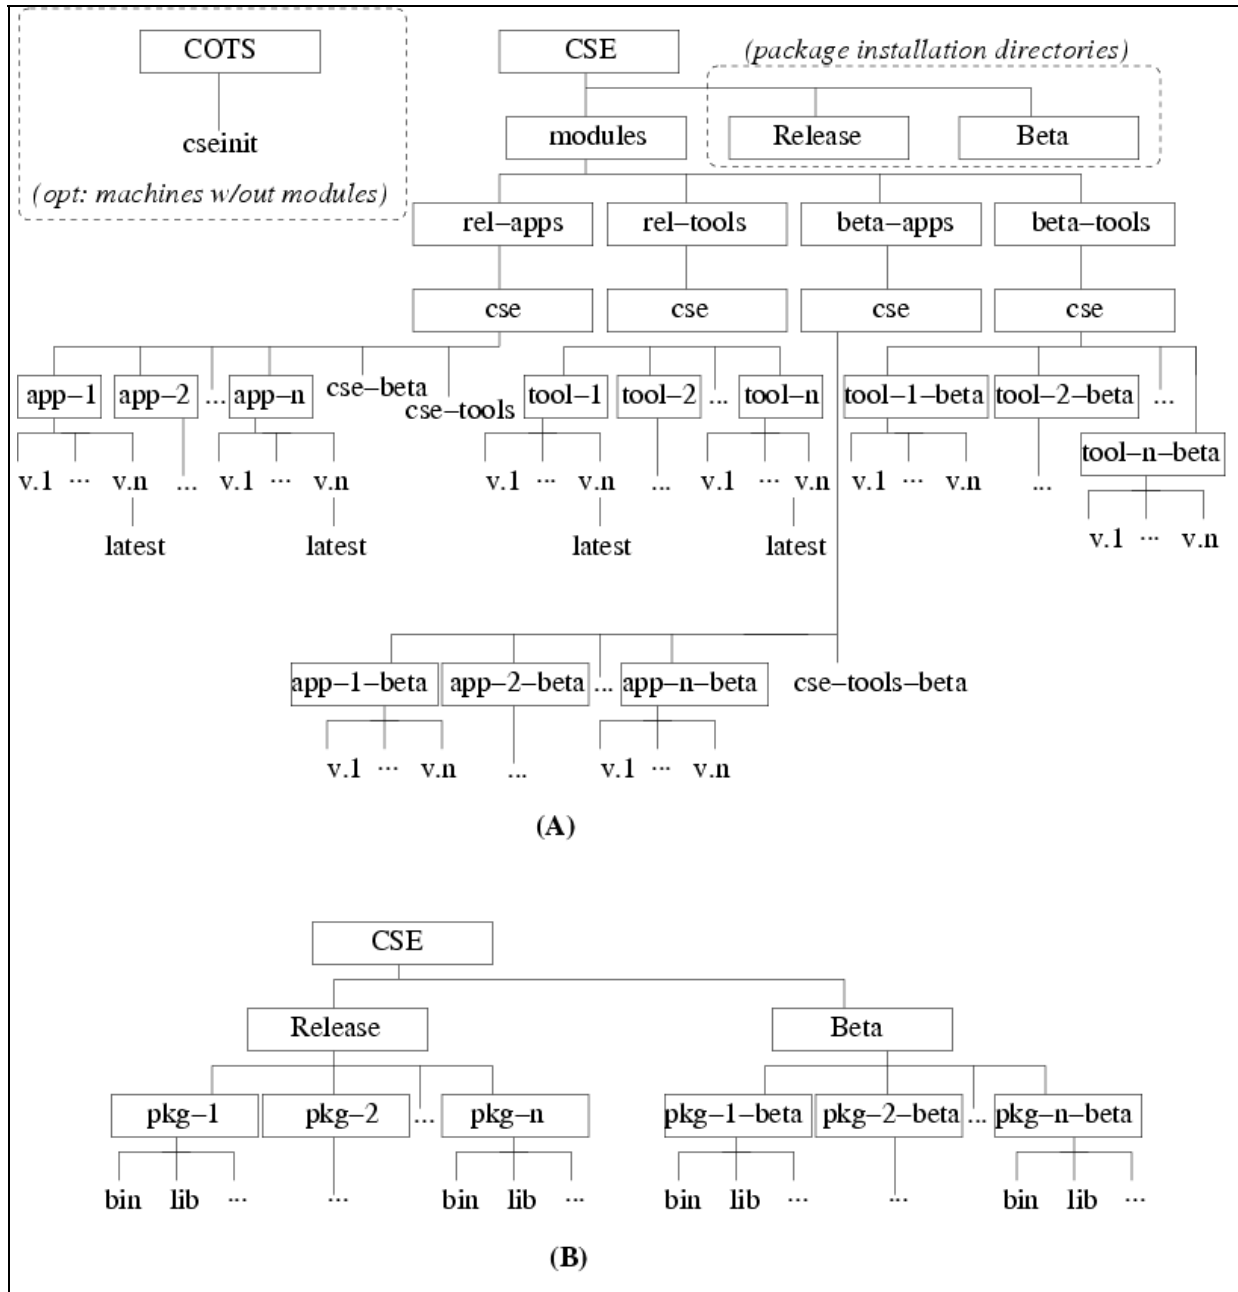 COTS CSE (package installation directories)
cseinit modules Release Beta
(opt: machines w/out modules)
rel–apps rel–tools beta–apps beta–tools
cse cse cse cse
app–1 app–2 ... app–n cse–beta cse–tools tool–1 tool–2 ... tool–n tool–1–beta tool–2–beta ...
tool–n–beta
v.1 ... v.n ... v.1 ... v.n v.1 ... v.n ... v.1 ... v.n v.1 ... v.n ...
v.1 ... v.n
latest latest latest latest
app–1–beta app–2–beta ... app–n–beta cse–tools–beta
v.1 ... v.n ... v.1 ... v.n
(A)
CSE
Release Beta
pkg–1 pkg–2 ... pkg–n pkg–1–beta pkg–2–beta ... pkg–n–beta
bin lib ... ... bin lib ... bin lib ... ... bin lib ...
(B)